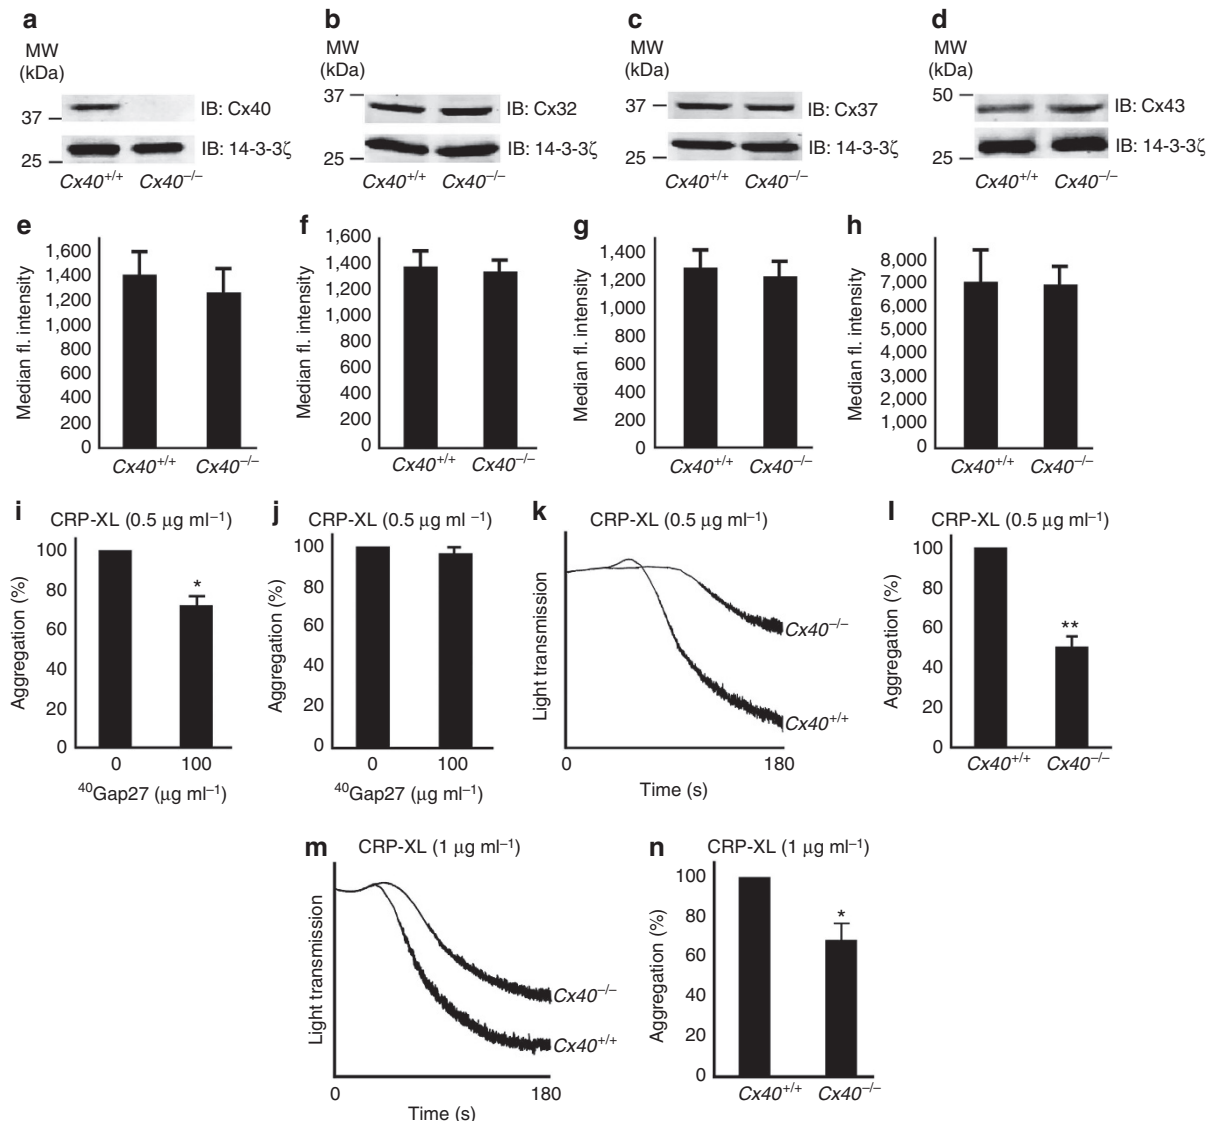 a
MW
(kDa)
37
IB: Cx40
25
IB: 14-3-3ζ
Cx40+/+ Cx40−/−
b
MW
(kDa)
37
IB: Cx32
25
IB: 14-3-3ζ
Cx40+/+ Cx40−/−
c
MW
(kDa)
37
IB: Cx37
25
IB: 14-3-3ζ
Cx40+/+ Cx40−/−
d
MW
(kDa)
50
IB: Cx43
25
IB: 14-3-3ζ
Cx40+/+ Cx40−/−
e
Median fl. intensity
1,600
1,400
1,200
1,000
800
600
400
200
0
Cx40+/+ Cx40−/−
f
Median fl. intensity
1,600
1,400
1,200
1,000
800
600
400
200
0
Cx40+/+ Cx40−/−
g
Median fl. intensity
1,400
1,200
1,000
800
600
400
200
0
Cx40+/+ Cx40−/−
h
Median fl. intensity
8,000
7,000
6,000
5,000
4,000
3,000
2,000
1,000
0
Cx40+/+ Cx40−/−
i
CRP-XL (0.5 μg ml−1)
Aggregation (%)
100
80
60
40
20
0
*
0 100
40Gap27 (μg ml−1)
j
CRP-XL (0.5 μg ml −1)
Aggregation (%)
100
80
60
40
20
0
0 100
40Gap27 (μg ml−1)
k
CRP-XL (0.5 μg ml−1)
Light transmission
Cx40−/−
Cx40+/+
0 180
Time (s)
l
CRP-XL (0.5 μg ml−1)
Aggregation (%)
100
80
60
40
20
0
**
Cx40+/+ Cx40−/−
m
CRP-XL (1 μg ml−1)
Light transmission
Cx40−/−
Cx40+/+
0 180
Time (s)
n
CRP-XL (1 μg ml−1)
Aggregation (%)
100
80
60
40
20
0
*
Cx40+/+ Cx40−/−